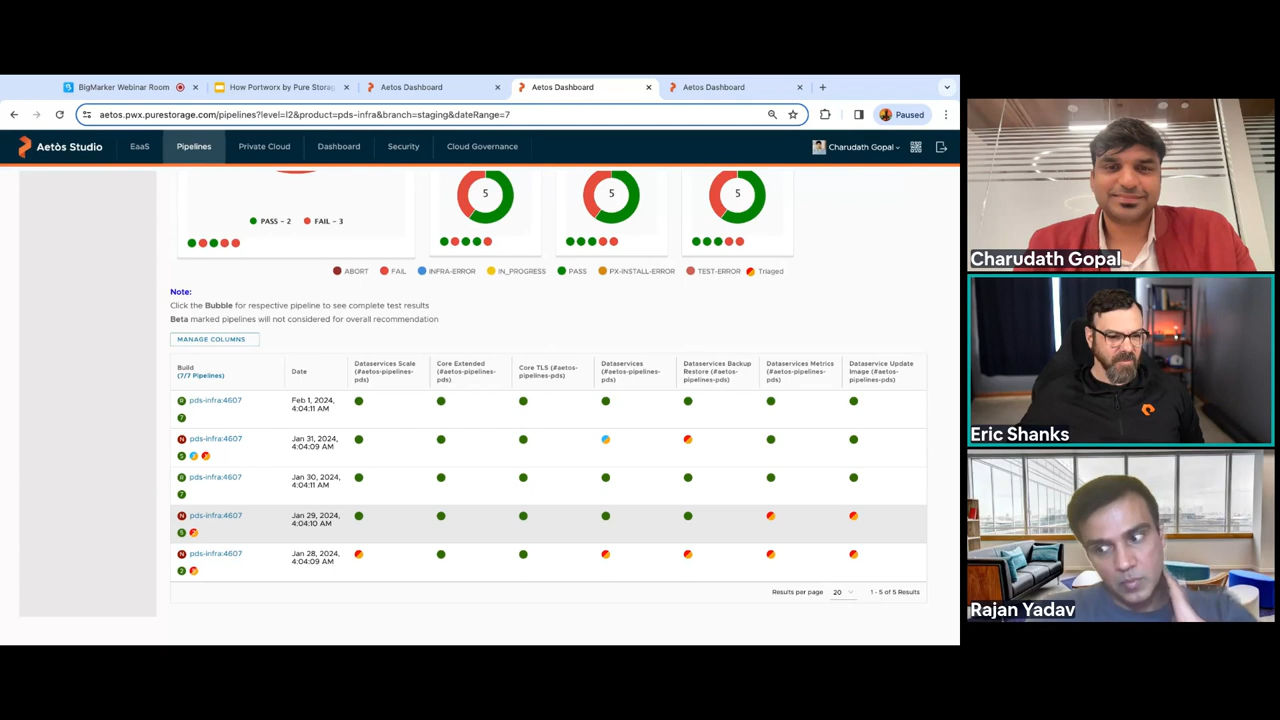 BigMarker Webinar Room
How Portworx by Pure Storag
Aetos Dashboard
Aetos Dashboard
Aetos Dashboard
aetos.pwx.purestorage.com/pipelines?level=l2&product=pds-infra&branch=staging&dateRange=7
Paused
Aetòs Studio
EaaS
Pipelines
Private Cloud
Dashboard
Security
Cloud Governance
Charudath Gopal
5
5
5
PASS – 2
FAIL – 3
ABORT
FAIL
INFRA-ERROR
IN_PROGRESS
PASS
PX-INSTALL-ERROR
TEST-ERROR
Triaged
Note:
Click the Bubble for respective pipeline to see complete test results
Beta marked pipelines will not considered for overall recommendation
MANAGE COLUMNS
Build
(7/7 Pipelines)
Date
Dataservices Scale
(#aetos-pipelines-
pds)
Core Extended
(#aetos-pipelines-
pds)
Core TLS (#aetos-
pipelines-pds)
Dataservices
(#aetos-pipelines-
pds)
Dataservices Backup
Restore (#aetos-
pipelines-pds)
Dataservices Metrics
(#aetos-pipelines-
pds)
Dataservice Update
Image (#aetos-
pipelines-pds)
R pds-infra:4607
7
Feb 1, 2024,
4:04:11 AM
N pds-infra:4607
5
Jan 31, 2024,
4:04:09 AM
R pds-infra:4607
7
Jan 30, 2024,
4:04:11 AM
N pds-infra:4607
5
Jan 29, 2024,
4:04:10 AM
N pds-infra:4607
2
Jan 28, 2024,
4:04:09 AM
Results per page
20
1 - 5 of 5 Results
Charudath Gopal
Eric Shanks
Rajan Yadav